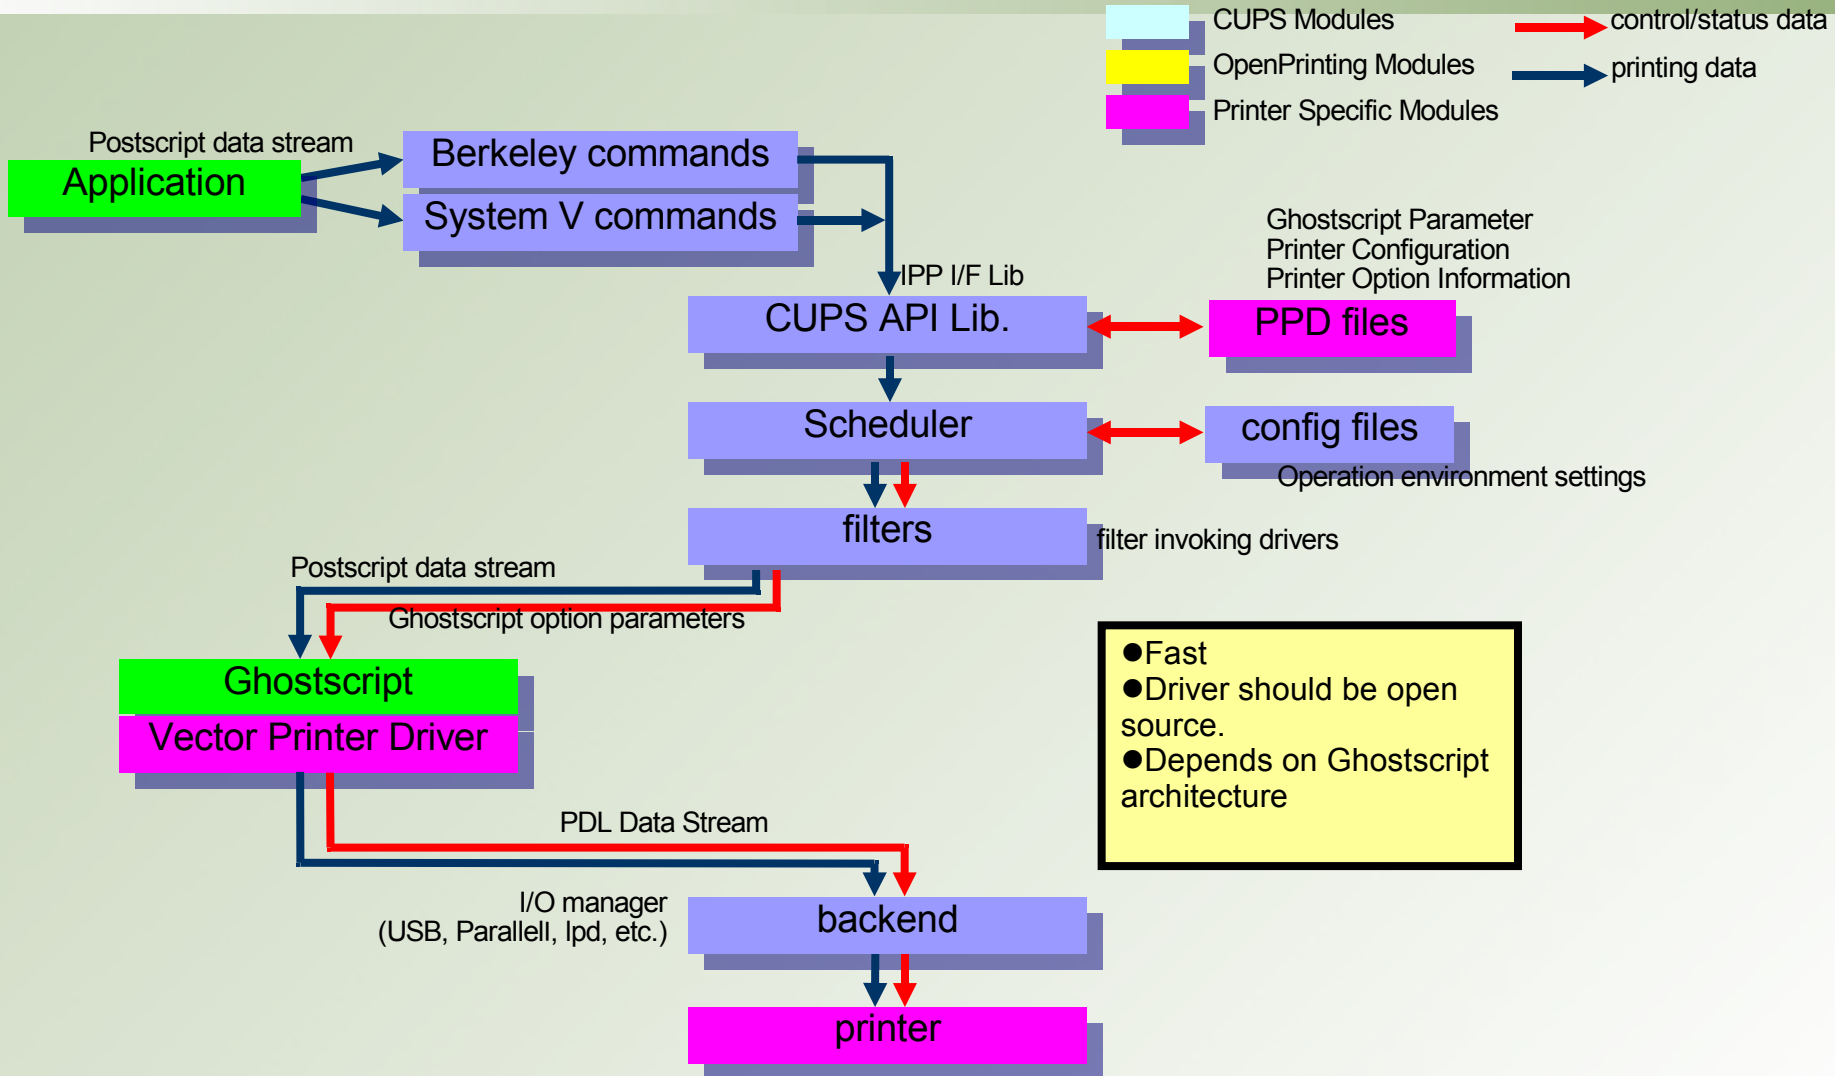 CUPS Modules
control/status data
OpenPrinting Modules
printing data
Printer Specific Modules
Postscript data stream
Application
Berkeley commands
System V commands
Ghostscript Parameter
Printer Configuration
Printer Option Information
IPP I/F Lib
CUPS API Lib.
PPD files
Scheduler
config files
Operation environment settings
filters
filter invoking drivers
Postscript data stream
Ghostscript option parameters
Ghostscript
Vector Printer Driver
●Fast
●Driver should be open
source.
●Depends on Ghostscript
architecture
PDL Data Stream
I/O manager
(USB, Parallell, lpd, etc.)
backend
printer